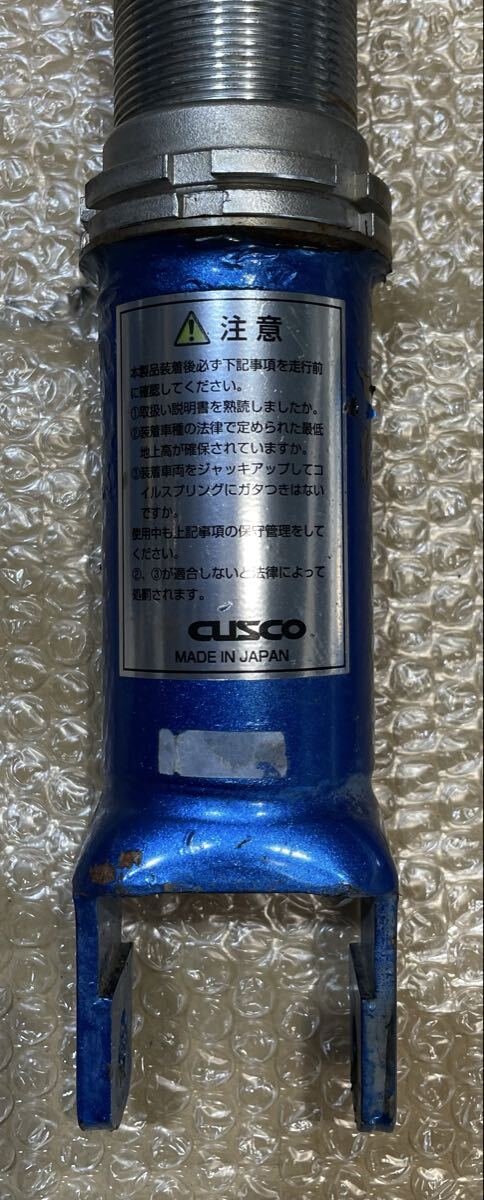 注意
本製品装着後必ず下記事項を走行前
に確認してください。
①取扱い説明書を熟読しましたか。
②装着車種の法律で定められた最低
地上高が確保されていますか。
③装着車両をジャッキアップしてコ
イルスプリングにガタつきはない
ですか。
使用中も上記事項の保守管理をして
ください。
②、③が適合しないと法律によって
処罰されます。
CUSCO
MADE IN JAPAN